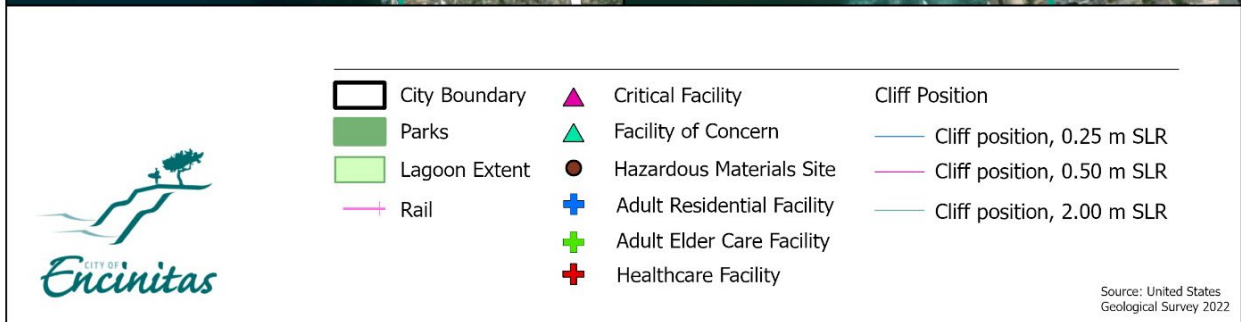 City Boundary
Parks
Lagoon Extent
Rail
Critical Facility
Facility of Concern
Hazardous Materials Site
Adult Residential Facility
Adult Elder Care Facility
Healthcare Facility
Cliff Position
Cliff position, 0.25 m SLR
Cliff position, 0.50 m SLR
Cliff position, 2.00 m SLR
CITY OF
Encinitas
Source: United States
Geological Survey 2022